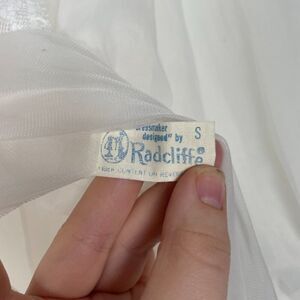 dressmaker S
designed® by
Radcliffe®
FIBER CONTENT ON REVERSE